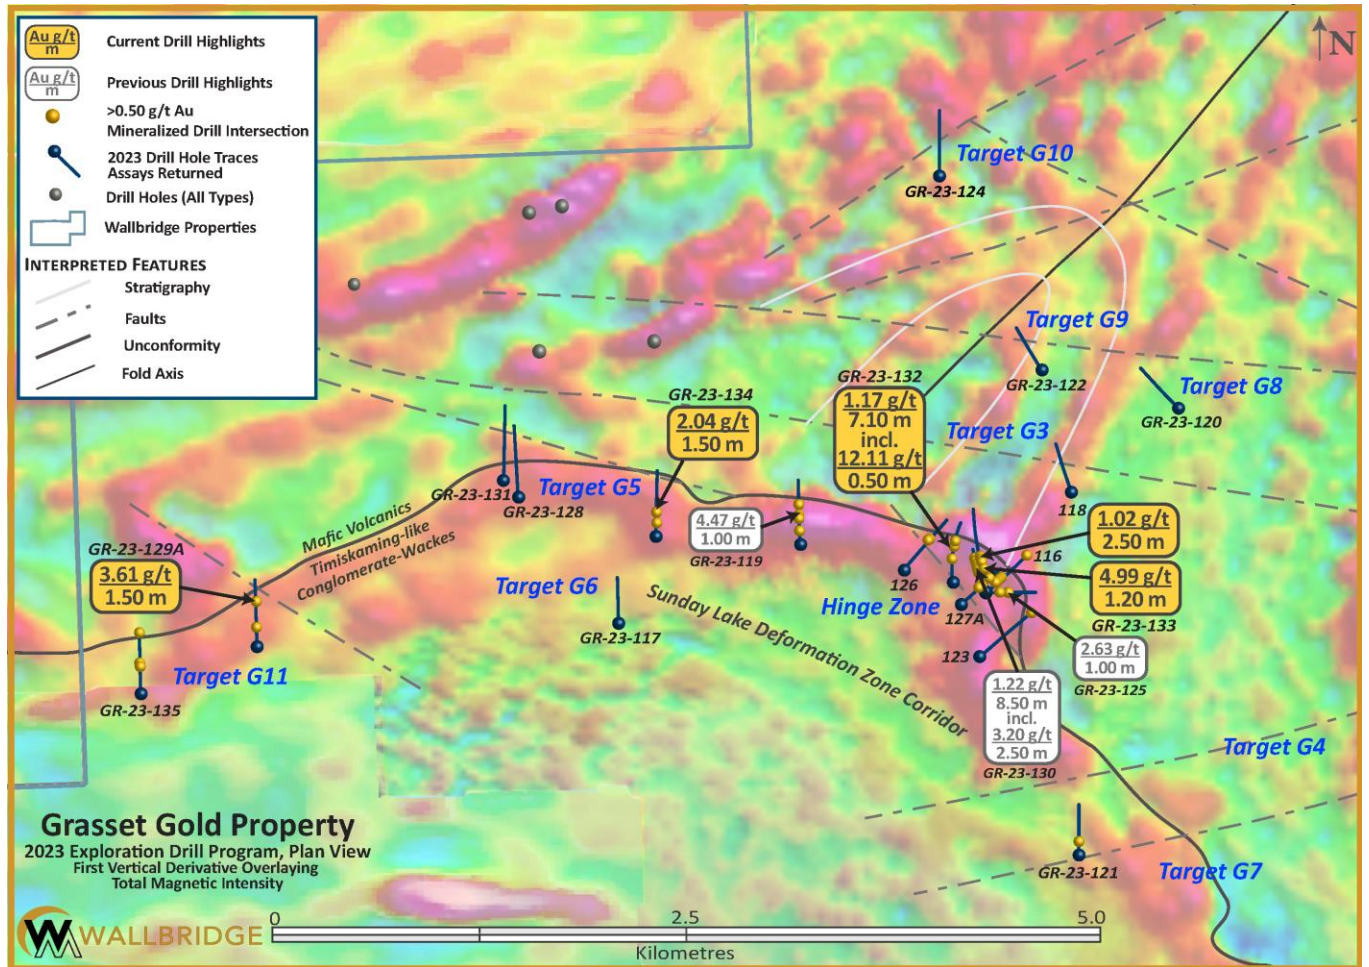 Au g/t
m
Current Drill Highlights
Au g/t
m
Previous Drill Highlights
>0.50 g/t Au
Mineralized Drill Intersection
2023 Drill Hole Traces
Assays Returned
Drill Holes (All Types)
Wallbridge Properties
INTERPRETED FEATURES
Stratigraphy
Faults
Unconformity
Fold Axis
N
Target G10
GR-23-124
Target G9
GR-23-122
Target G8
GR-23-120
GR-23-132
1.17 g/t
7.10 m
incl.
12.11 g/t
0.50 m
Target G3
118
GR-23-134
2.04 g/t
1.50 m
GR-23-131
Target G5
GR-23-128
4.47 g/t
1.00 m
GR-23-119
Mafic Volcanics
Timiskaming-like
Conglomerate-Wackes
GR-23-129A
3.61 g/t
1.50 m
Target G11
GR-23-135
Target G6
GR-23-117
Sunday Lake Deformation Zone Corridor
126
Hinge Zone
127A
123
116
1.02 g/t
2.50 m
4.99 g/t
1.20 m
GR-23-133
2.63 g/t
1.00 m
GR-23-125
1.22 g/t
8.50 m
incl.
3.20 g/t
2.50 m
GR-23-130
Target G4
GR-23-121
Target G7
Grasset Gold Property
2023 Exploration Drill Program, Plan View
First Vertical Derivative Overlaying
Total Magnetic Intensity
WALLBRIDGE
0
2.5
5.0
Kilometres